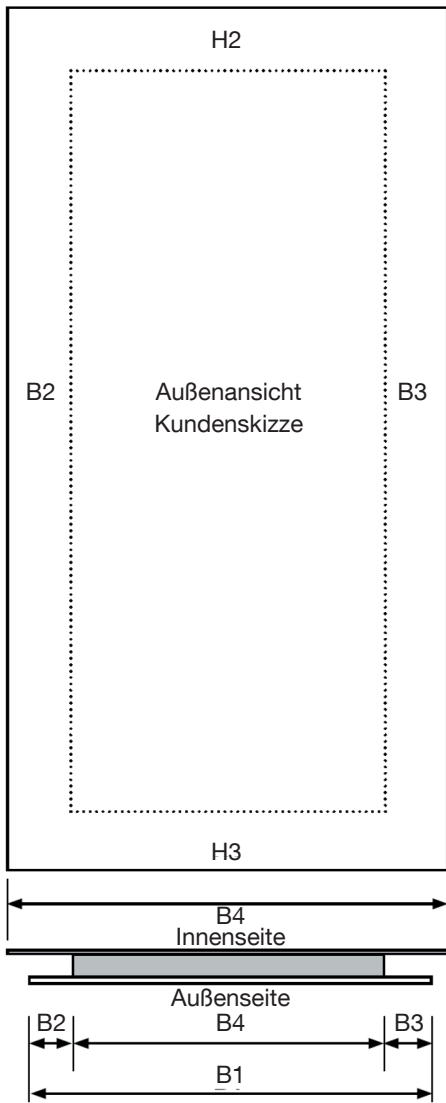 H2
B2
Außenansicht
Kundenskizze
B3
H3
B4
Innenseite
Außenseite
B2
B4
B3
B1